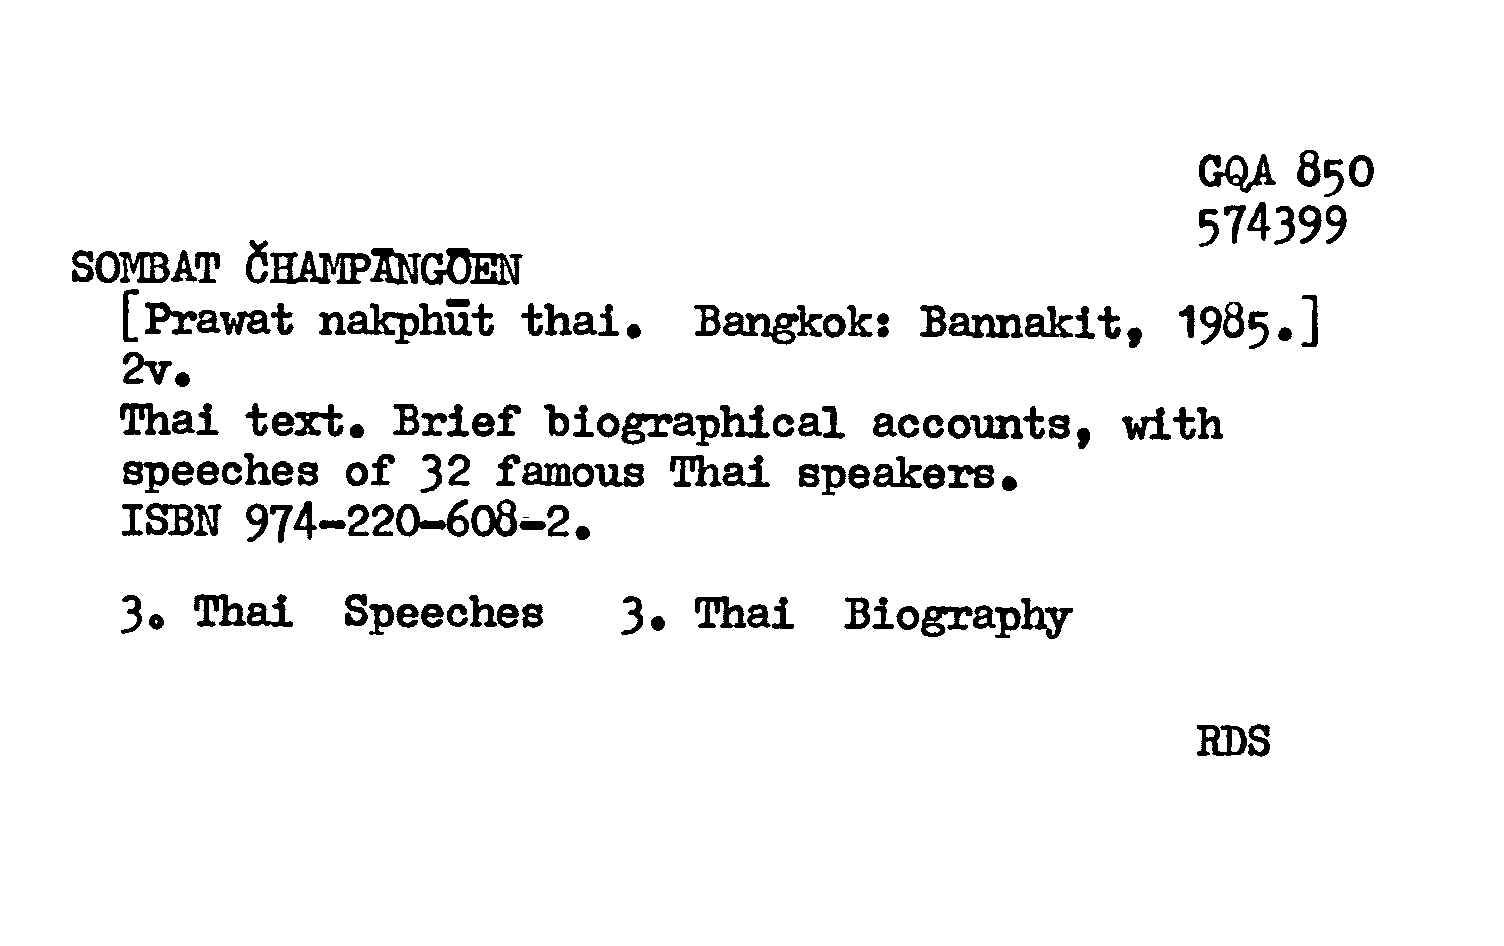 GQA 850
574399
SOMBAT ČHAMPĀNGŌEN
[Prawat nakphūt thai. Bangkok: Bannakit, 1985.]
2v.
Thai text. Brief biographical accounts, with
speeches of 32 famous Thai speakers.
ISBN 974-220-608-2.
3. Thai Speeches 3. Thai Biography
RDS